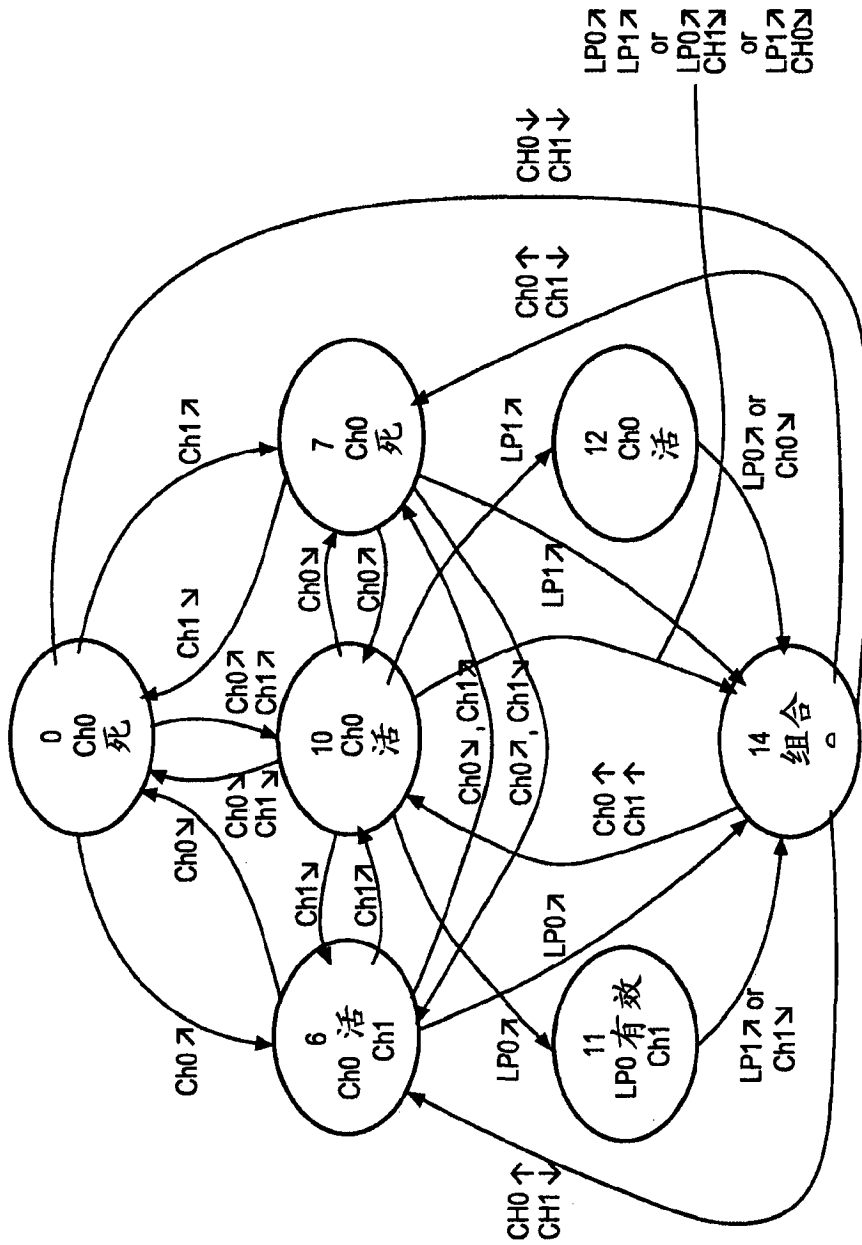 0
Ch0
死
Ch0↗
Ch0↘
Ch0↘
Ch1↘
Ch0↗
Ch1↗
Ch1↘
Ch1↗
6
Ch0 活
Ch1
Ch1↘
Ch1↗
10
Ch0
活
Ch0↘
Ch0↗
7
Ch0
死
Ch0↘, Ch1↗
Ch0↗, Ch1↘
CH0↑
CH1↓
LP0↗
LP0↗
Ch0↑
Ch1↑
LP1↗
LP1↗
Ch0↑
Ch1↓
CH0↓
CH1↓
11
LP0 有效
Ch1
12
Ch0
活
LP1↗ or
Ch1↘
LP0↗ or
Ch0↘
14
组合
LP0↗
LP1↗
or
LP0↗
CH1↘
or
LP1↗
CH0↘